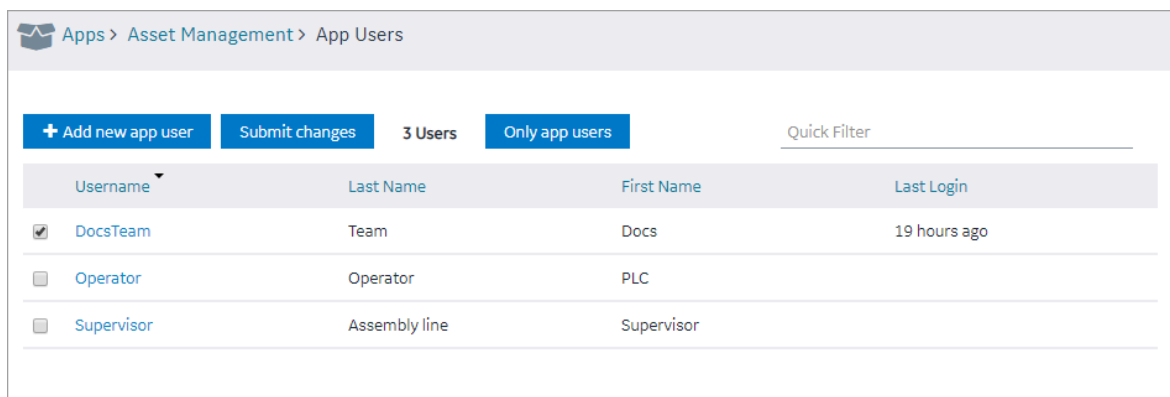 Apps > Asset Management > App Users
+ Add new app user Submit changes 3 Users Only app users Quick Filter
Username Last Name First Name Last Login
DocsTeam Team Docs 19 hours ago
Operator Operator PLC
Supervisor Assembly line Supervisor